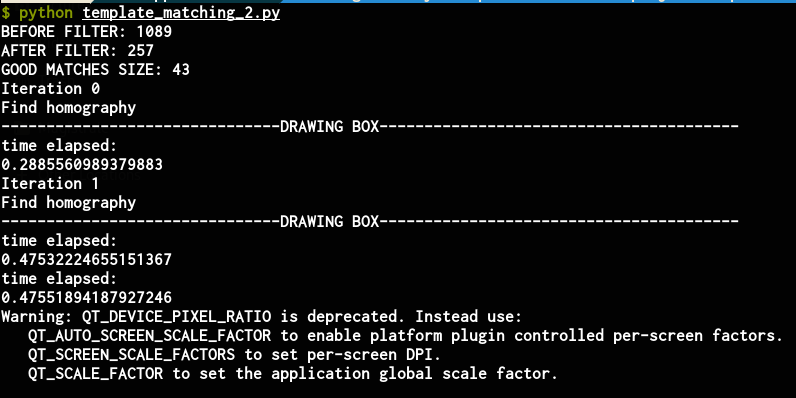 $ python template_matching_2.py
BEFORE FILTER: 1089
AFTER FILTER: 257
GOOD MATCHES SIZE: 43
Iteration 0
Find homography
-------------------------------DRAWING BOX----------------------------------------
time elapsed:
0.2885560989379883
Iteration 1
Find homography
-------------------------------DRAWING BOX----------------------------------------
time elapsed:
0.47532224655151367
time elapsed:
0.47551894187927246
Warning: QT_DEVICE_PIXEL_RATIO is deprecated. Instead use:
   QT_AUTO_SCREEN_SCALE_FACTOR to enable platform plugin controlled per-screen factors.
   QT_SCREEN_SCALE_FACTORS to set per-screen DPI.
   QT_SCALE_FACTOR to set the application global scale factor.